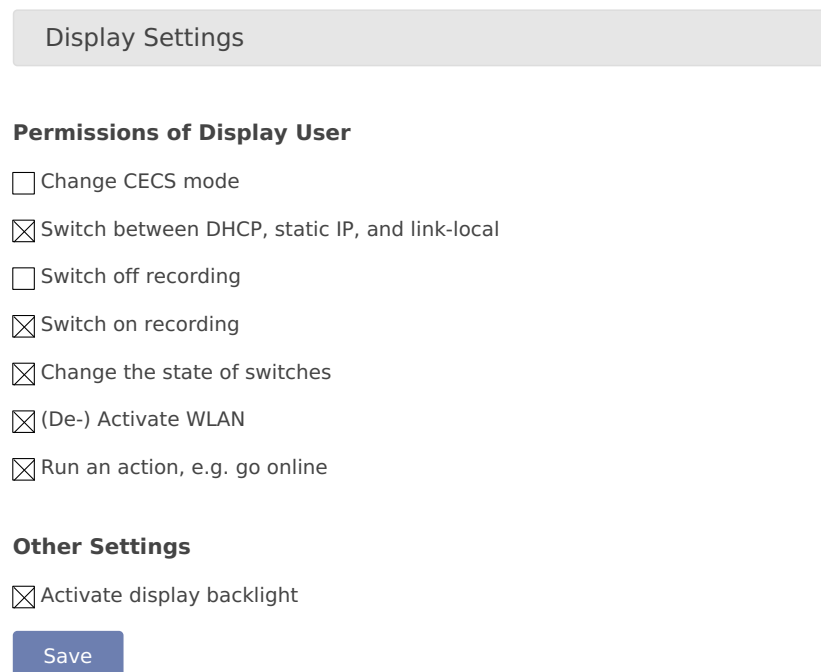 Display Settings
Permissions of Display User
Change CECS mode
Switch between DHCP, static IP, and link-local
Switch off recording
Switch on recording
Change the state of switches
(De-) Activate WLAN
Run an action, e.g. go online
Other Settings
Activate display backlight
Save